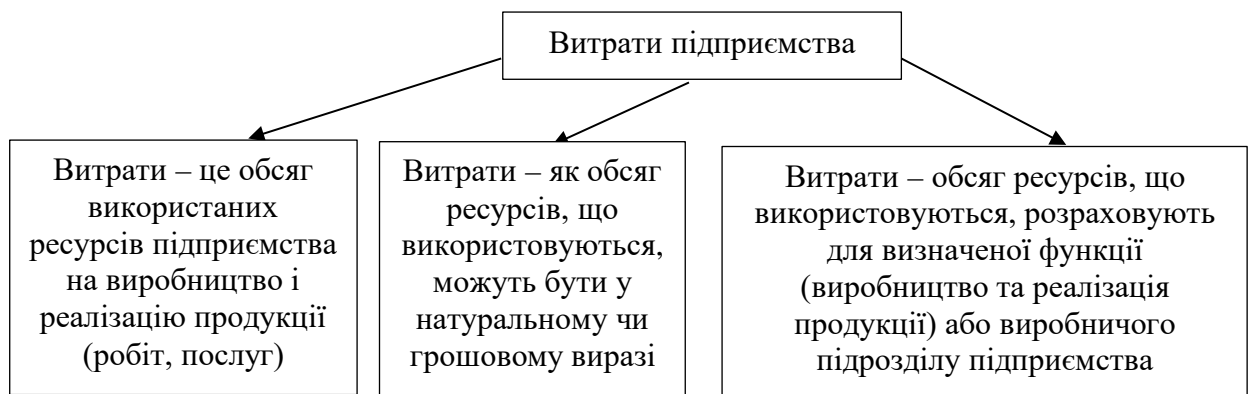 Витрати підприємства
Витрати – це обсяг
використаних
ресурсів підприємства
на виробництво і
реалізацію продукції
(робіт, послуг)
Витрати – як обсяг
ресурсів, що
використовуються,
можуть бути у
натуральному чи
грошовому виразі
Витрати – обсяг ресурсів, що
використовуються, розраховують
для визначеної функції
(виробництво та реалізація
продукції) або виробничого
підрозділу підприємства